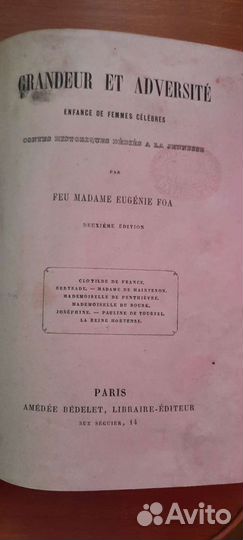 GRANDEUR ET ADVERSITÉ
ENFANCE DE FEMMES CÉLÈBRES
CONTES HISTORIQUES DÉDIÉS A LA JEUNESSE
PAR
FEU MADAME EUGÉNIE FOA
DEUXIÈME ÉDITION
CLOTILDE DE FRANCE,
BERTRADE. — MADAME DE MAINTENON.
MADEMOISELLE DE PENTHIÈVRE.
MADEMOISELLE DU BOURK.
JOSÉPHINE. — PAULINE DE TOURZEL.
LA REINE HORTENSE.
PARIS
AMÉDÉE BÉDELET, LIBRAIRE-ÉDITEUR
RUE SÉGUIER, 14
Avito